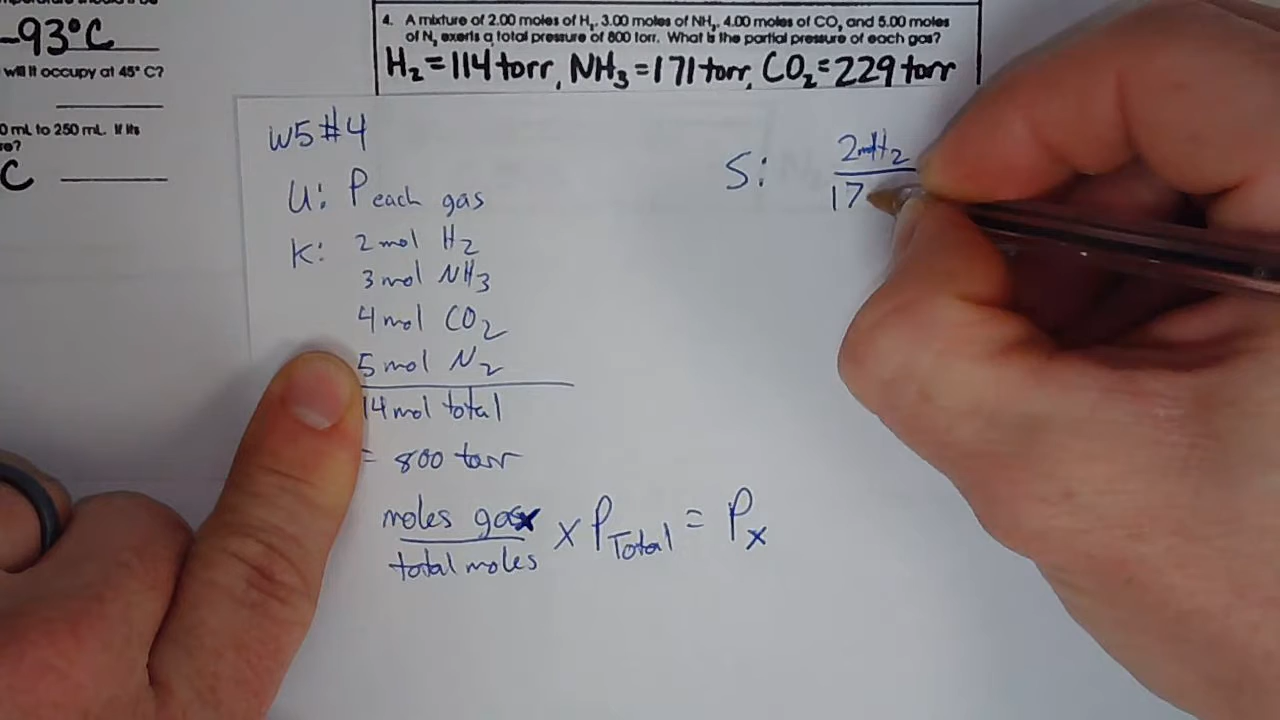 -93°C
will it occupy at 45° C?
0 mL to 250 mL. If its
re?
C
4. A mixture of 2.00 moles of H₂, 3.00 moles of NH₃, 4.00 moles of CO₂ and 5.00 moles
of N₂ exerts a total pressure of 800 torr. What is the partial pressure of each gas?
H₂=114 torr, NH₃=171 torr, CO₂=229 torr
W5#4
U: P each gas
K: 2 mol H₂
3 mol NH₃
4 mol CO₂
5 mol N₂
14 mol total
= 800 torr
moles gas x
total moles
x P Total = Pₓ
S: 2 mol H₂
17